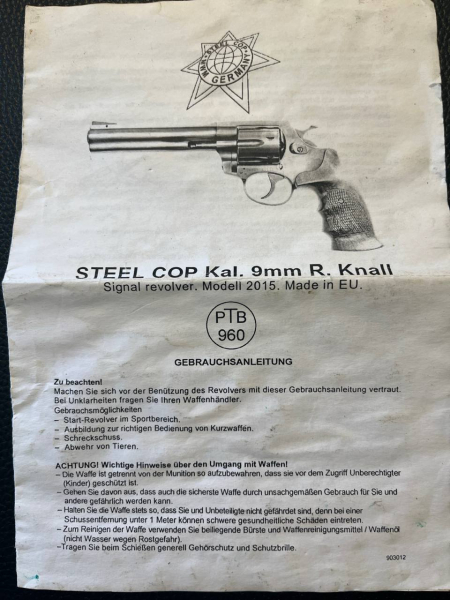 STEEL COP
GERMANY
STEEL COP Kal. 9mm R. Knall
Signal revolver. Modell 2015. Made in EU.
PTB
960
GEBRAUCHSANLEITUNG
Zu beachten!
Machen Sie sich vor der Benützung des Revolvers mit dieser Gebrauchsanleitung vertraut.
Bei Unklarheiten fragen Sie Ihren Waffenhändler.
Gebrauchsmöglichkeiten
– Start-Revolver im Sportbereich.
– Ausbildung zur richtigen Bedienung von Kurzwaffen.
– Schreckschuss.
– Abwehr von Tieren.
ACHTUNG! Wichtige Hinweise über den Umgang mit Waffen!
– Die Waffe ist getrennt von der Munition so aufzubewahren, dass sie vor dem Zugriff Unberechtigter
(Kinder) geschützt ist.
– Gehen Sie davon aus, dass auch die sicherste Waffe durch unsachgemäßen Gebrauch für Sie und
andere gefährlich werden kann.
– Halten Sie die Waffe stets so, dass Sie und Unbeteiligte nicht gefährdet sind, denn bei einer
Schussentfernung unter 1 Meter können schwere gesundheitliche Schäden eintreten.
– Zum Reinigen der Waffe verwenden Sie beiliegende Bürste und Waffenreinigungsmittel / Waffenöl
(nicht Wasser wegen Rostgefahr).
–Tragen Sie beim Schießen generell Gehörschutz und Schutzbrille.
903012